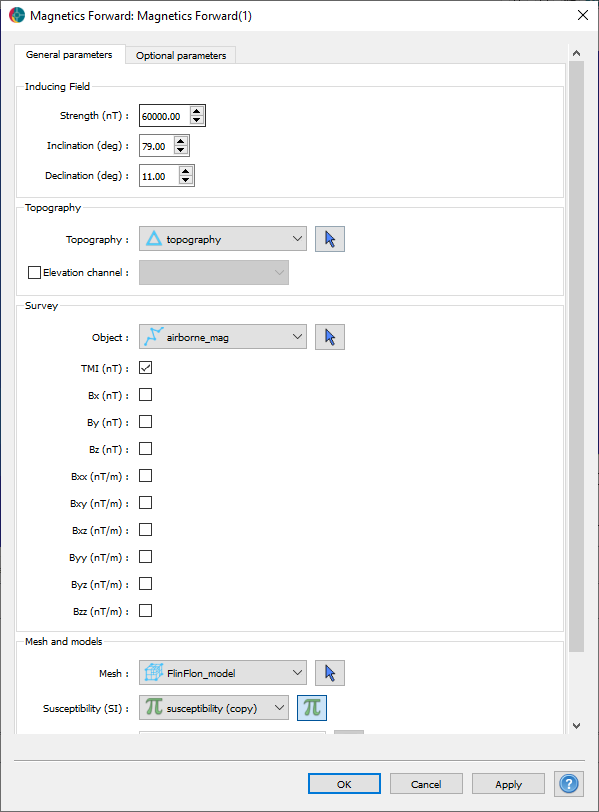 Magnetics Forward: Magnetics Forward(1)
General parameters
Optional parameters
Inducing Field
Strength (nT) : 60000.00
Inclination (deg) : 79.00
Declination (deg) : 11.00
Topography
Topography : topography
Elevation channel :
Survey
Object : airborne_mag
TMI (nT) :
Bx (nT) :
By (nT) :
Bz (nT) :
Bxx (nT/m) :
Bxy (nT/m) :
Bxz (nT/m) :
Byy (nT/m) :
Byz (nT/m) :
Bzz (nT/m) :
Mesh and models
Mesh : FlinFlon_model
Susceptibility (SI) : π susceptibility (copy) π
OK Cancel Apply ?